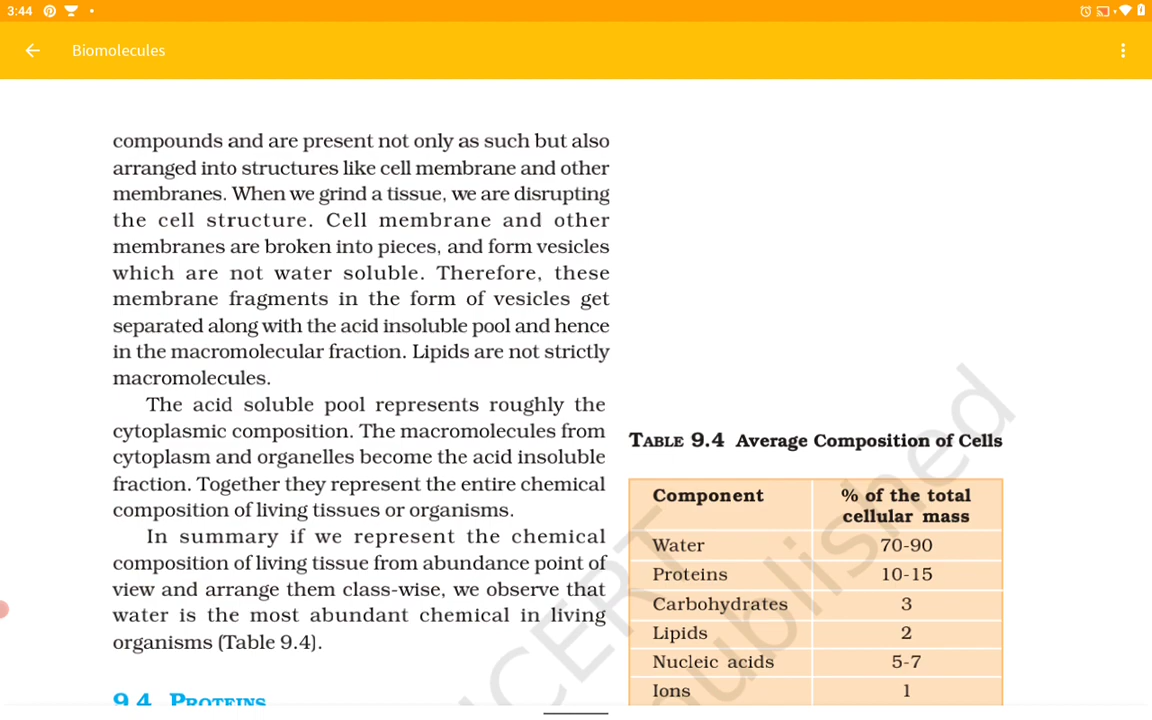 3:44
Biomolecules
compounds and are present not only as such but also
arranged into structures like cell membrane and other
membranes. When we grind a tissue, we are disrupting
the cell structure. Cell membrane and other
membranes are broken into pieces, and form vesicles
which are not water soluble. Therefore, these
membrane fragments in the form of vesicles get
separated along with the acid insoluble pool and hence
in the macromolecular fraction. Lipids are not strictly
macromolecules.
The acid soluble pool represents roughly the
cytoplasmic composition. The macromolecules from
cytoplasm and organelles become the acid insoluble
fraction. Together they represent the entire chemical
composition of living tissues or organisms.
In summary if we represent the chemical
composition of living tissue from abundance point of
view and arrange them class-wise, we observe that
water is the most abundant chemical in living
organisms (Table 9.4).
9.4 PROTEINS
TABLE 9.4 Average Composition of Cells
Component % of the total
cellular mass
Water 70-90
Proteins 10-15
Carbohydrates 3
Lipids 2
Nucleic acids 5-7
Ions 1
NCERT
published